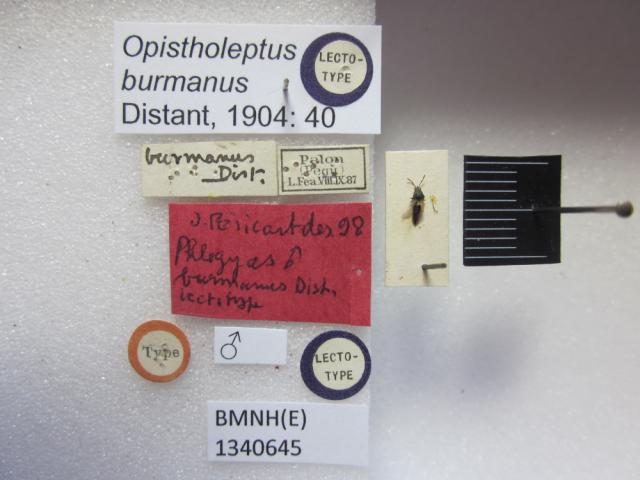 Opistholeptus
burmanus
Distant, 1904: 40
LECTO-
TYPE
burmanus
Dist.
Palon
(Pegù)
L.Fea VIII.IX.87
J. Péricart des. 98
Phlegyas ♂
burmanus Dist.
lectotype
Type
♂
LECTO-
TYPE
BMNH(E)
1340645